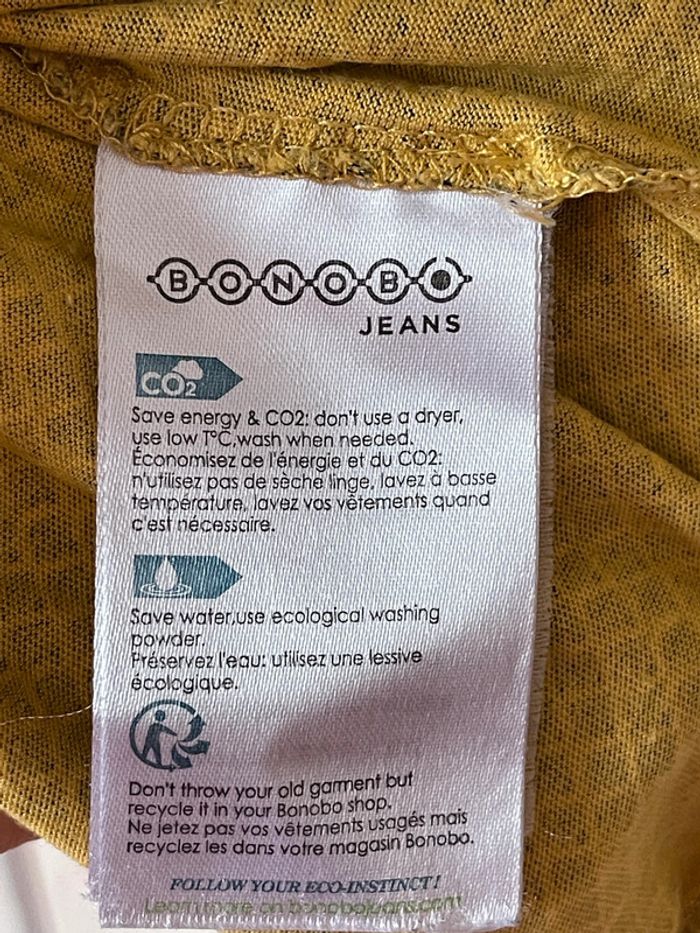 BONOBO
JEANS
CO2
Save energy & CO2: don't use a dryer,
use low T°C,wash when needed.
Économisez de l'énergie et du CO2:
n'utilisez pas de sèche linge, lavez à basse
température, lavez vos vêtements quand
c'est nécessaire.
Save water,use ecological washing
powder.
Préservez l'eau: utilisez une lessive
écologique.
Don't throw your old garment but
recycle it in your Bonobo shop.
Ne jetez pas vos vêtements usagés mais
recyclez les dans votre magasin Bonobo.
FOLLOW YOUR ECO-INSTINCT!
Learn more on bonobojeans.com